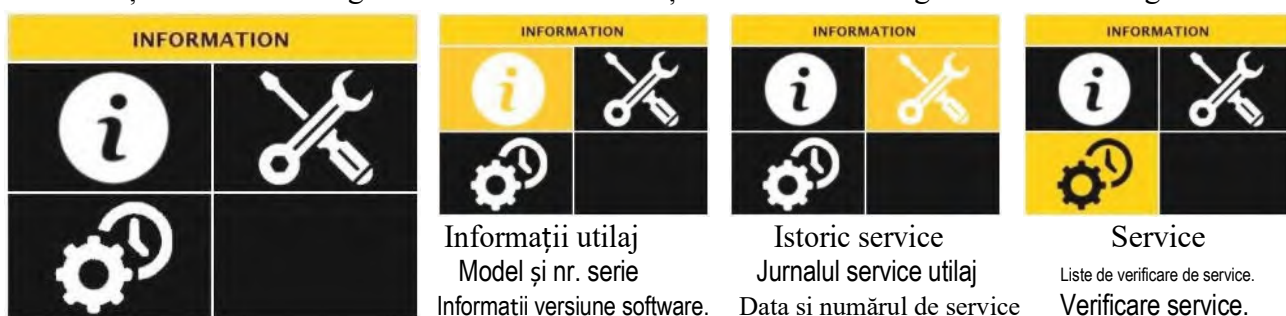 INFORMATION
INFORMATION
INFORMATION
INFORMATION
Informații utilaj
Model și nr. serie
Informatii versiune software.
Istoric service
Jurnalul service utilaj
Data si numărul de service
Service
Liste de verificare de service.
Verificare service.